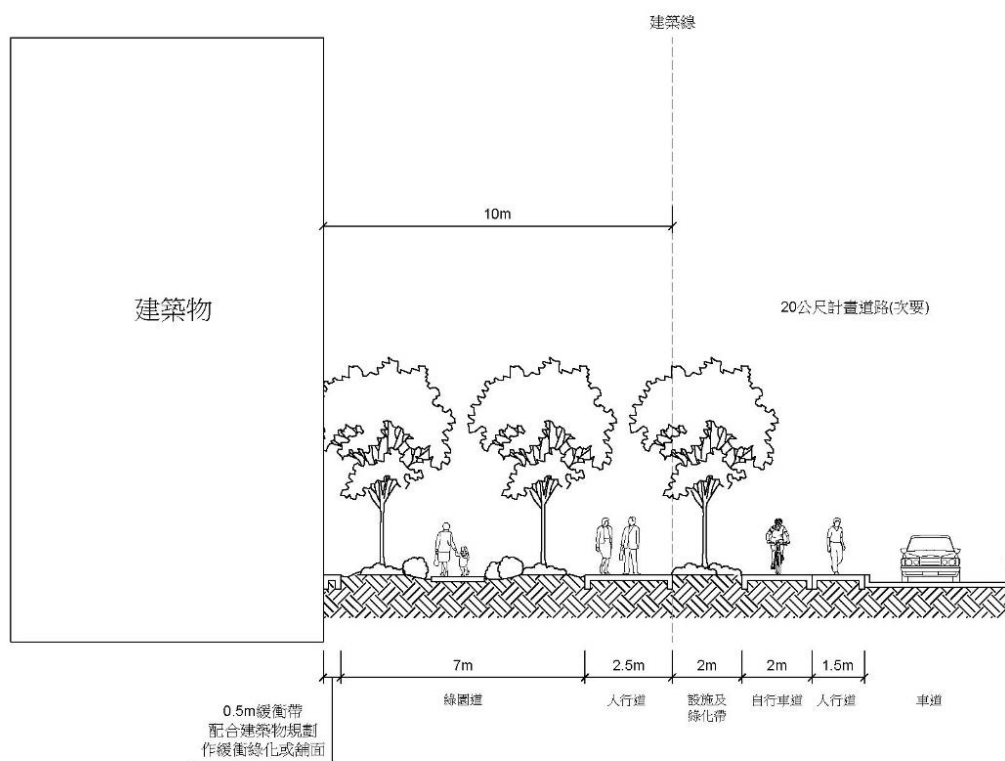 建築線
10m
建築物
20公尺計畫道路(次要)
7m
2.5m
2m
2m
1.5m
綠園道
人行道
設施及
綠化帶
自行車道
人行道
車道
0.5m緩衝帶
配合建築物規劃
作緩衝綠化或舖面